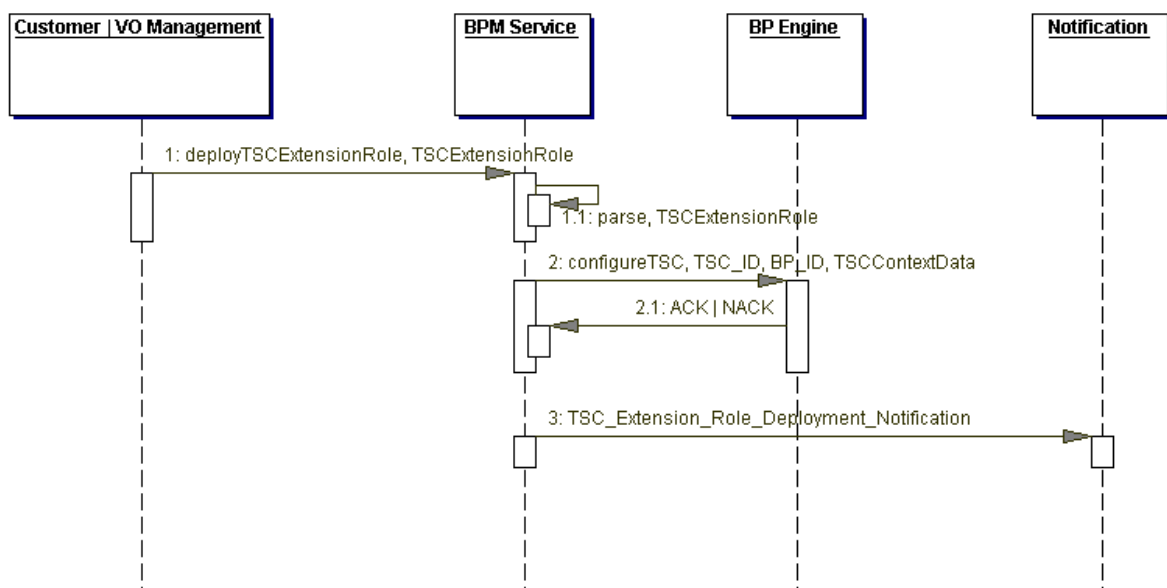 Customer | VO Management
BPM Service
BP Engine
Notification
1: deployTSCExtensionRole, TSCExtensionRole
1.1: parse, TSCExtensionRole
2: configureTSC, TSC_ID, BP_ID, TSCContextData
2.1: ACK | NACK
3: TSC_Extension_Role_Deployment_Notification